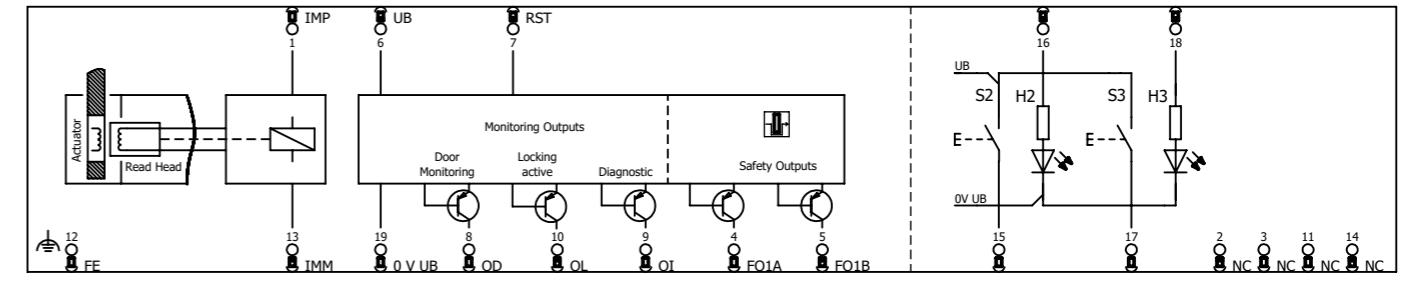 IMP UB RST
1 6 7 16 18
UB
S2 H2 S3 H3
Actuator
Read Head
Monitoring Outputs
Door
Monitoring
Locking
active
Diagnostic
Safety Outputs
E E
0V UB
12 13 19 8 10 9 4 5 15 17 2 3 11 14
FE IMM 0 V UB OD OL OI FO1A FO1B NC NC NC NC